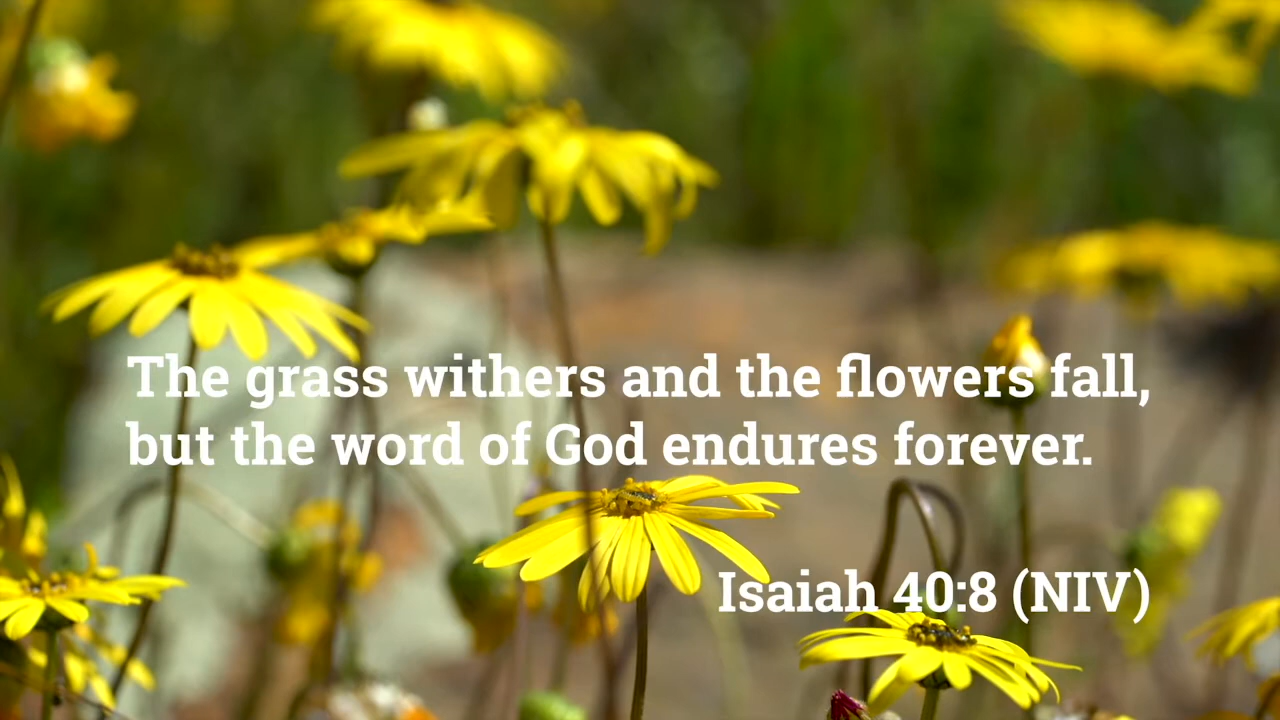 The grass withers and the flowers fall,
but the word of God endures forever.
Isaiah 40:8 (NIV)